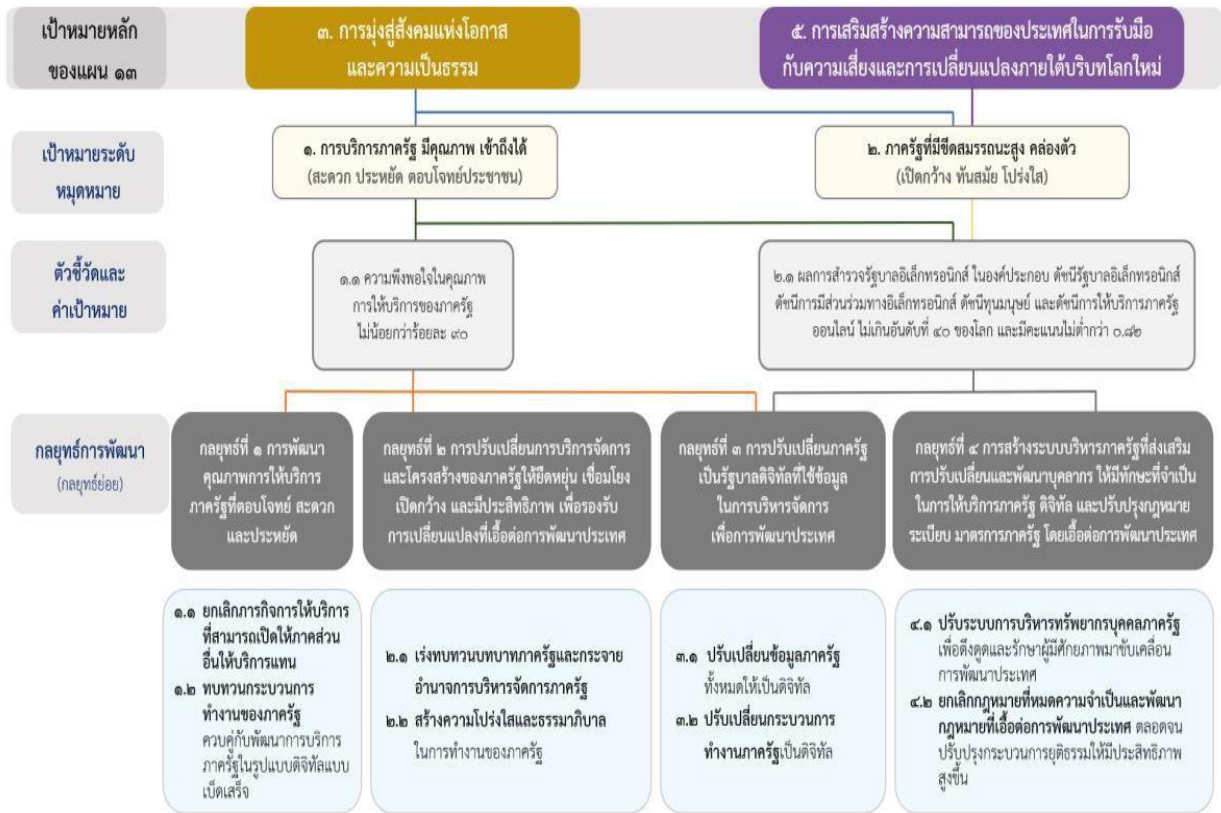 เป้าหมายหลัก
ของแผน ๑๓
๓. การมุ่งสู่สังคมแห่งโอกาส
และความเป็นธรรม
๕. การเสริมสร้างความสามารถของประเทศในการรับมือ
กับความเสี่ยงและการเปลี่ยนแปลงภายใต้บริบทโลกใหม่
เป้าหมายระดับ
หมุดหมาย
๑. การบริการภาครัฐ มีคุณภาพ เข้าถึงได้
(สะดวก ประหยัด ตอบโจทย์ประชาชน)
๒. ภาครัฐที่มีขีดสมรรถนะสูง คล่องตัว
(เปิดกว้าง ทันสมัย โปร่งใส)
ตัวชี้วัดและ
ค่าเป้าหมาย
๑.๑ ความพึงพอใจในคุณภาพ
การให้บริการของภาครัฐ
ไม่น้อยกว่าร้อยละ ๙๐
๒.๑ ผลการสำรวจรัฐบาลอิเล็กทรอนิกส์ ในองค์ประกอบ ดัชนีรัฐบาลอิเล็กทรอนิกส์
ดัชนีการมีส่วนร่วมทางอิเล็กทรอนิกส์ ดัชนีทุนมนุษย์ และดัชนีการให้บริการภาครัฐ
ออนไลน์ ไม่เกินอันดับที่ ๔๐ ของโลก และมีคะแนนไม่ต่ำกว่า ๐.๘๒
กลยุทธ์การพัฒนา
(กลยุทธ์ย่อย)
กลยุทธ์ที่ ๑ การพัฒนา
คุณภาพการให้บริการ
ภาครัฐที่ตอบโจทย์ สะดวก
และประหยัด
กลยุทธ์ที่ ๒ การปรับเปลี่ยนการบริหารจัดการ
และโครงสร้างของภาครัฐให้ยืดหยุ่น เชื่อมโยง
เปิดกว้าง และมีประสิทธิภาพ เพื่อรองรับ
การเปลี่ยนแปลงที่เอื้อต่อการพัฒนาประเทศ
กลยุทธ์ที่ ๓ การปรับเปลี่ยนภาครัฐ
เป็นรัฐบาลดิจิทัลที่ใช้ข้อมูล
ในการบริหารจัดการ
เพื่อการพัฒนาประเทศ
กลยุทธ์ที่ ๔ การสร้างระบบบริหารภาครัฐที่ส่งเสริม
การปรับเปลี่ยนและพัฒนาบุคลากร ให้มีทักษะที่จำเป็น
ในการให้บริการภาครัฐ ดิจิทัล และปรับปรุงกฎหมาย
ระเบียบ มาตรการภาครัฐ โดยเอื้อต่อการพัฒนาประเทศ
๑.๑ ยกเลิกภารกิจการให้บริการ
ที่สามารถเปิดให้ภาคส่วน
อื่นให้บริการแทน
๑.๒ ทบทวนกระบวนการ
ทำงานของภาครัฐ
ควบคู่กับพัฒนาการบริการ
ภาครัฐในรูปแบบดิจิทัลแบบ
เบ็ดเสร็จ
๒.๑ เร่งทบทวนบทบาทภาครัฐและกระจาย
อำนาจการบริหารจัดการภาครัฐ
๒.๒ สร้างความโปร่งใสและธรรมาภิบาล
ในการทำงานของภาครัฐ
๓.๑ ปรับเปลี่ยนข้อมูลภาครัฐ
ทั้งหมดให้เป็นดิจิทัล
๓.๒ ปรับเปลี่ยนกระบวนการ
ทำงานภาครัฐเป็นดิจิทัล
๔.๑ ปรับระบบการบริหารทรัพยากรบุคคลภาครัฐ
เพื่อดึงดูดและรักษาผู้มีศักยภาพมาขับเคลื่อน
การพัฒนาประเทศ
๔.๒ ยกเลิกกฎหมายที่หมดความจำเป็นและพัฒนา
กฎหมายที่เอื้อต่อการพัฒนาประเทศ ตลอดจน
ปรับปรุงกระบวนการยุติธรรมให้มีประสิทธิภาพ
สูงขึ้น